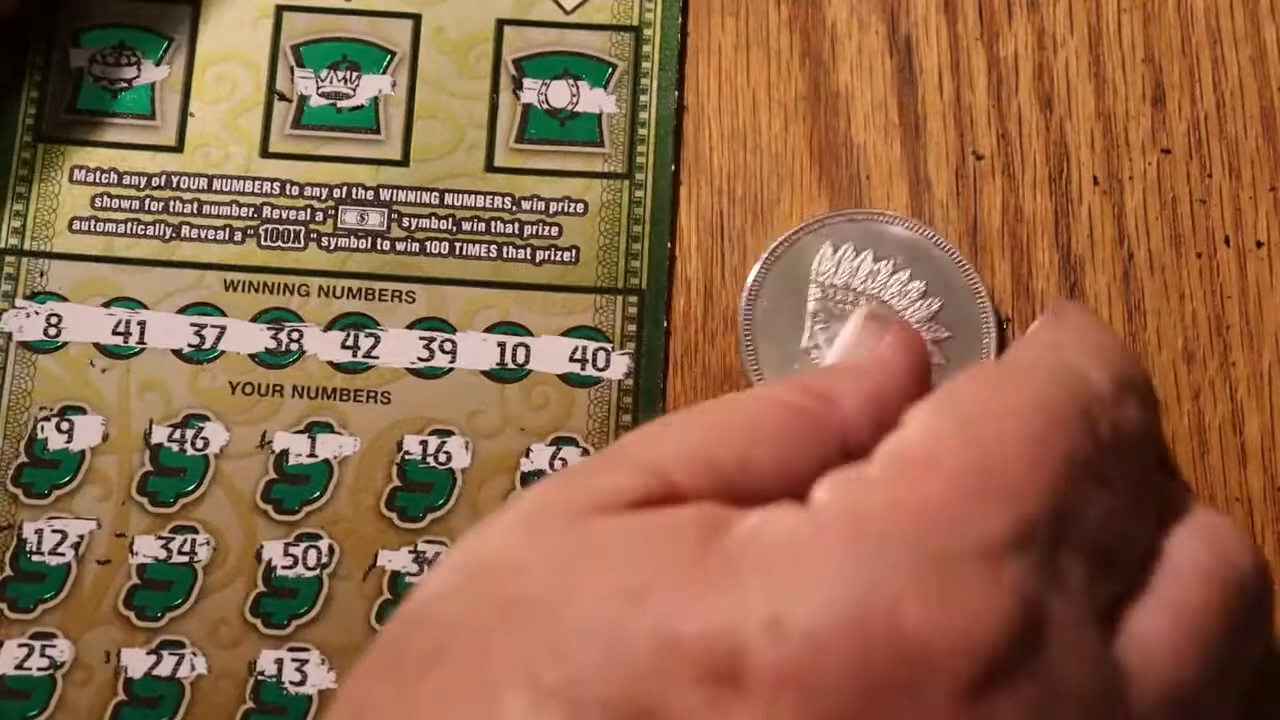 Match any of YOUR NUMBERS to any of the WINNING NUMBERS, win prize
shown for that number. Reveal a "$" symbol, win that prize
automatically. Reveal a "100X" symbol to win 100 TIMES that prize!
WINNING NUMBERS
8 41 37 38 42 39 10 40
YOUR NUMBERS
9 46 1 16 6
12 34 50
25 27 13